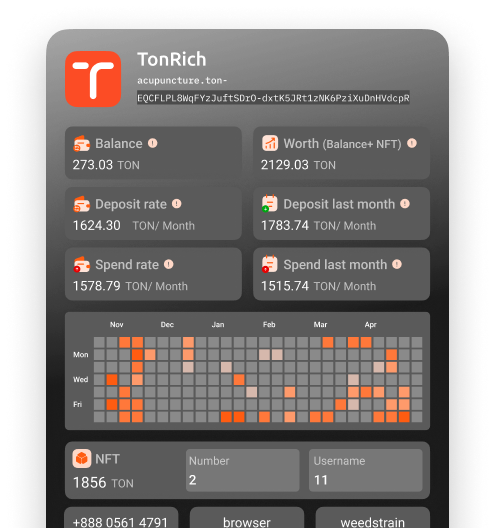 TonRich
acupuncture.ton-
EQCFLPL8WqFYzJuftSDrO-dxtK5JRt1zNK6PziXuDnHVdcpR
Balance
273.03 TON
Worth (Balance+ NFT)
2129.03 TON
Deposit rate
1624.30 TON/ Month
Deposit last month
1783.74 TON/ Month
Spend rate
1578.79 TON/ Month
Spend last month
1515.74 TON/ Month
Nov Dec Jan Feb Mar Apr
Mon
Wed
Fri
NFT
1856 TON
Number
2
Username
11
+888 0561 4791
browser
weedstrain